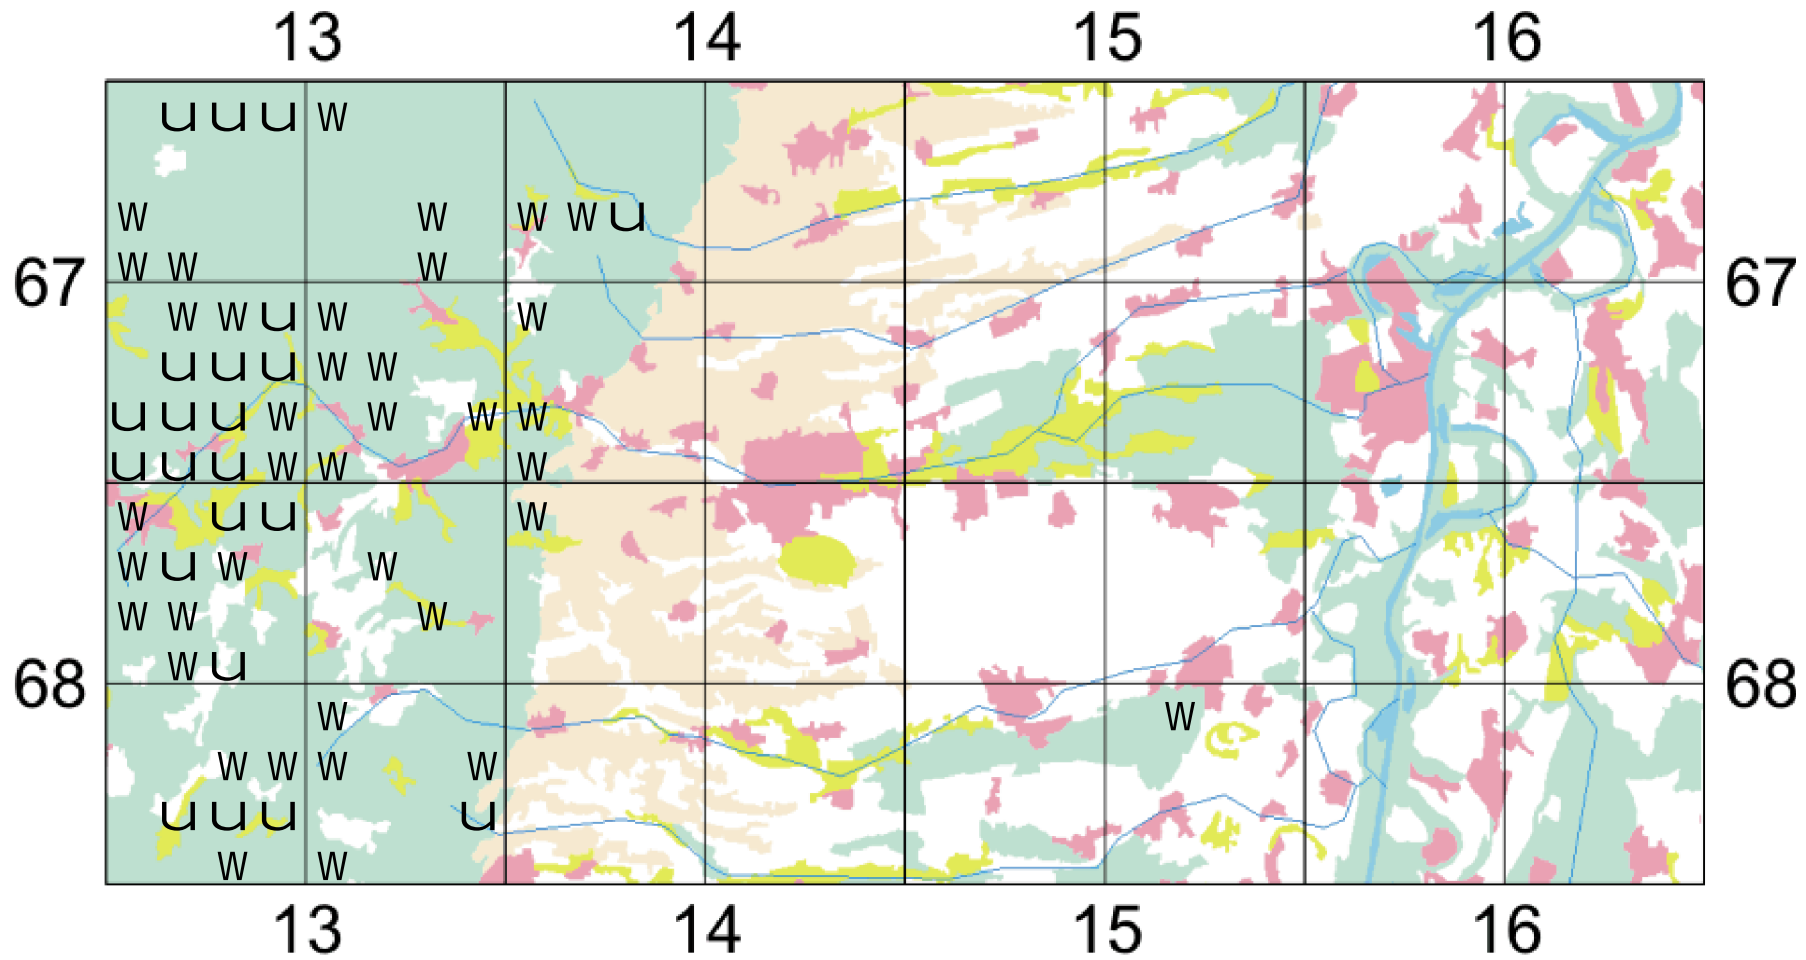 13 14 15 16
u u u w
w w w w u
67 w w w 67
w w u w w
u u u w w
u u u w w w w
u u u w w w
w u u w
w u w w
w w w
w u
68 68
w w
w w w w
u u u u
w w
13 14 15 16